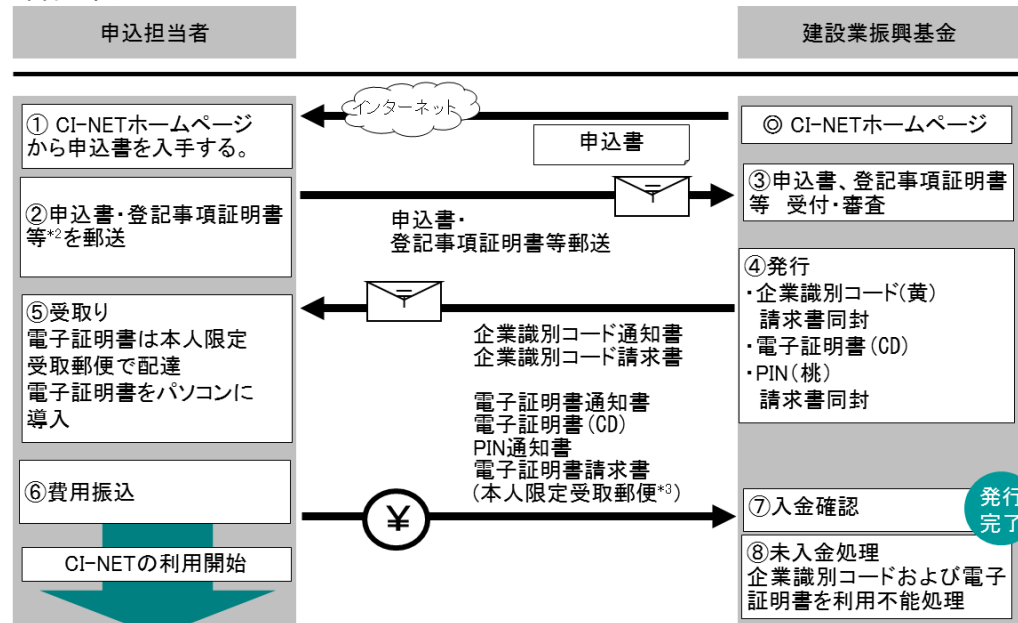 申込担当者
建設業振興基金
① CI-NETホームページ
から申込書を入手する。
インターネット
申込書
◎ CI-NETホームページ
②申込書・登記事項証明書
等*2を郵送
申込書・
登記事項証明書等郵送
③申込書、登記事項証明書
等 受付・審査
④発行
・企業識別コード(黄)
請求書同封
・電子証明書(CD)
・PIN(桃)
請求書同封
⑤受取り
電子証明書は本人限定
受取郵便で配達
電子証明書をパソコンに
導入
企業識別コード通知書
企業識別コード請求書
電子証明書通知書
電子証明書(CD)
PIN通知書
電子証明書請求書
(本人限定受取郵便*3)
⑥費用振込
¥
⑦入金確認
発行
完了
CI-NETの利用開始
⑧未入金処理
企業識別コードおよび電子
証明書を利用不能処理